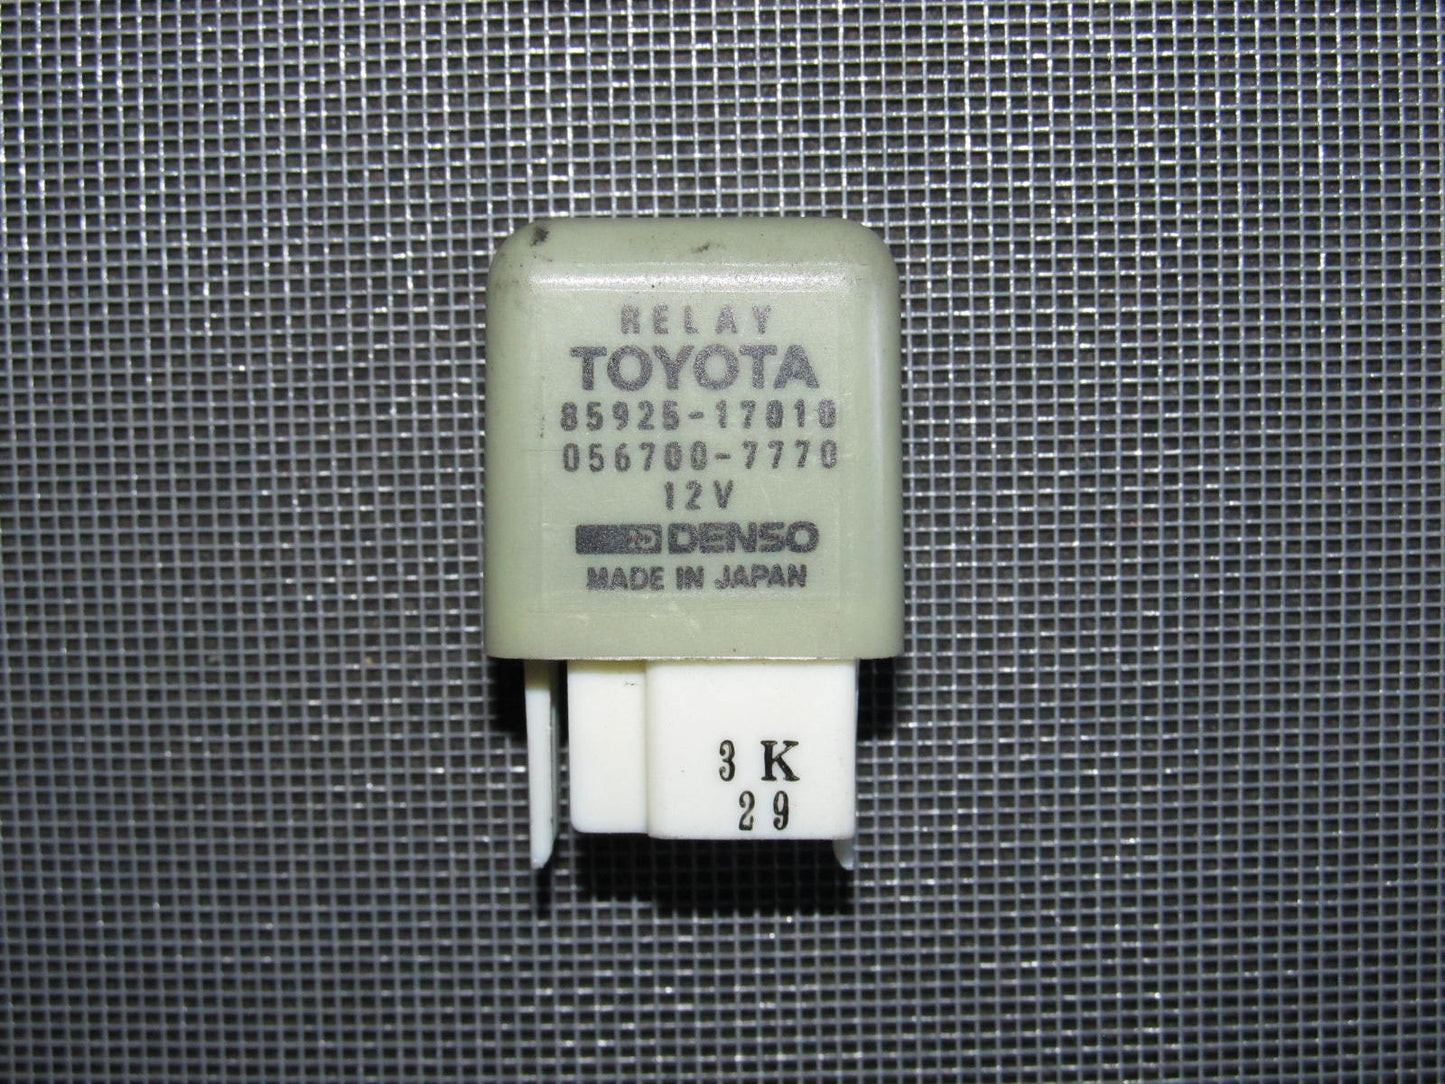 RELAY
TOYOTA
85925-17010
056700-7770
12V
DENSO
MADE IN JAPAN
3 K
29